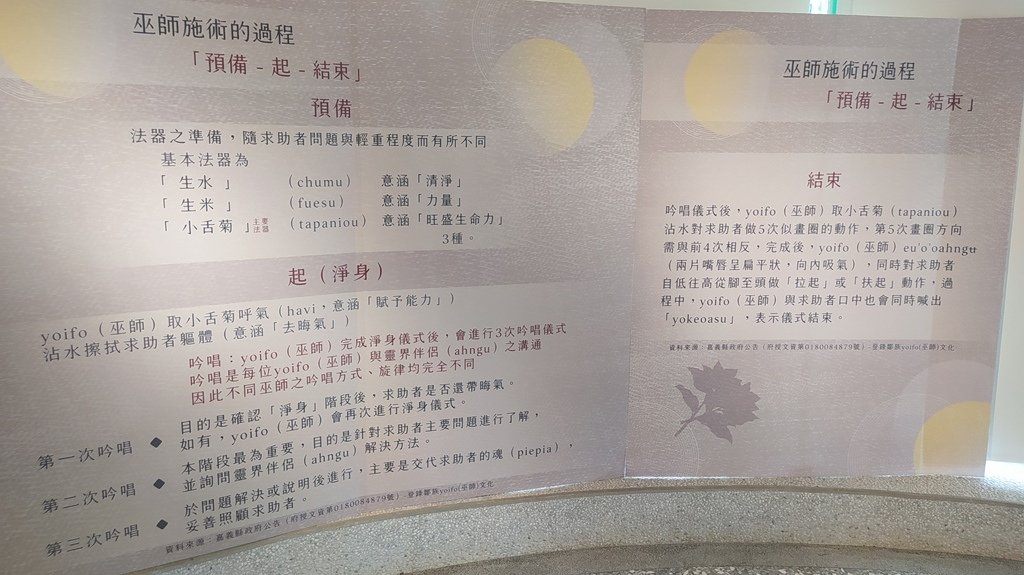 巫師施術的過程
「預備 - 起 - 結束」
預備
法器之準備，隨求助者問題與輕重程度而有所不同
基本法器為
「 生水 」 （chumu） 意涵「清淨」
「 生米 」 （fuesu） 意涵「力量」
「 小舌菊 」主要法器 （tapaniou） 意涵「旺盛生命力」
3種。
起（淨身）
yoifo（巫師）取小舌菊呼氣（havi，意涵「賦予能力」）
沾水擦拭求助者軀體（意涵「去晦氣」）
吟唱：yoifo（巫師）完成淨身儀式後，會進行3次吟唱儀式
吟唱是每位yoifo（巫師）與靈界伴侶（ahngu）之溝通
因此不同巫師之吟唱方式、旋律均完全不同
第一次吟唱 ◆ 目的是確認「淨身」階段後，求助者是否還帶晦氣。
如有，yoifo（巫師）會再次進行淨身儀式。
第二次吟唱 ◆ 本階段最為重要，目的是針對求助者主要問題進行了解，
並詢問靈界伴侶（ahngu）解決方法。
第三次吟唱 ◆ 於問題解決或說明後進行，主要是交代求助者的魂（piepia），
妥善照顧求助者。
資料來源：嘉義縣政府公告（府授文資第0180084879號）-登錄鄒族yoifo(巫師)文化
巫師施術的過程
「預備 - 起 - 結束」
結束
吟唱儀式後，yoifo（巫師）取小舌菊（tapaniou）
沾水對求助者做5次似畫圈的動作，第5次畫圈方向
需與前4次相反，完成後，yoifo（巫師）eu'o'oahngʉ
（兩片嘴唇呈扁平狀，向內吸氣），同時對求助者
自低往高從腳至頭做「拉起」或「扶起」動作，過
程中，yoifo（巫師）與求助者口中也會同時喊出
「yokeoasu」，表示儀式結束。
資料來源：嘉義縣政府公告（府授文資第0180084879號）-登錄鄒族yoifo(巫師)文化